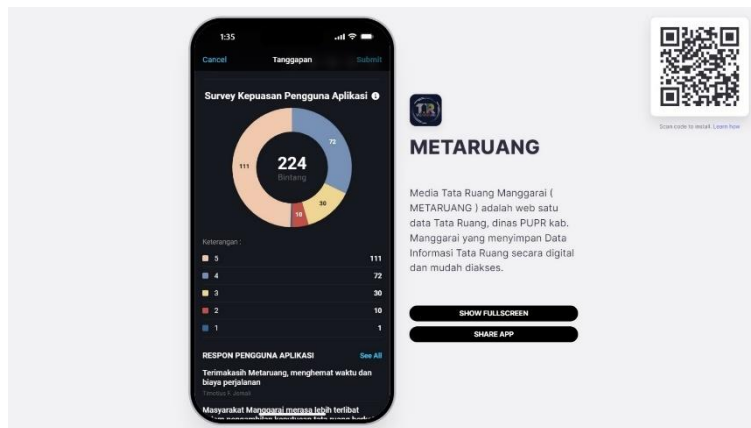 1:35
Cancel Tanggapan Submit
Survey Kepuasan Pengguna Aplikasi
72
111
224
Bintang
30
10
Keterangan :
5 111
4 72
3 30
2 10
1 1
RESPON PENGGUNA APLIKASI See All
Terimakasih Metaruang, menghemat waktu dan
biaya perjalanan
Masyarakat Manggarai merasa lebih terlibat
TR
METARUANG
Media Tata Ruang Manggarai (
METARUANG ) adalah web satu
data Tata Ruang, dinas PUPR kab.
Manggarai yang menyimpan Data
Informasi Tata Ruang secara digital
dan mudah diakses.
SHOW FULLSCREEN
SHARE APP
Scan code to install. Learn how